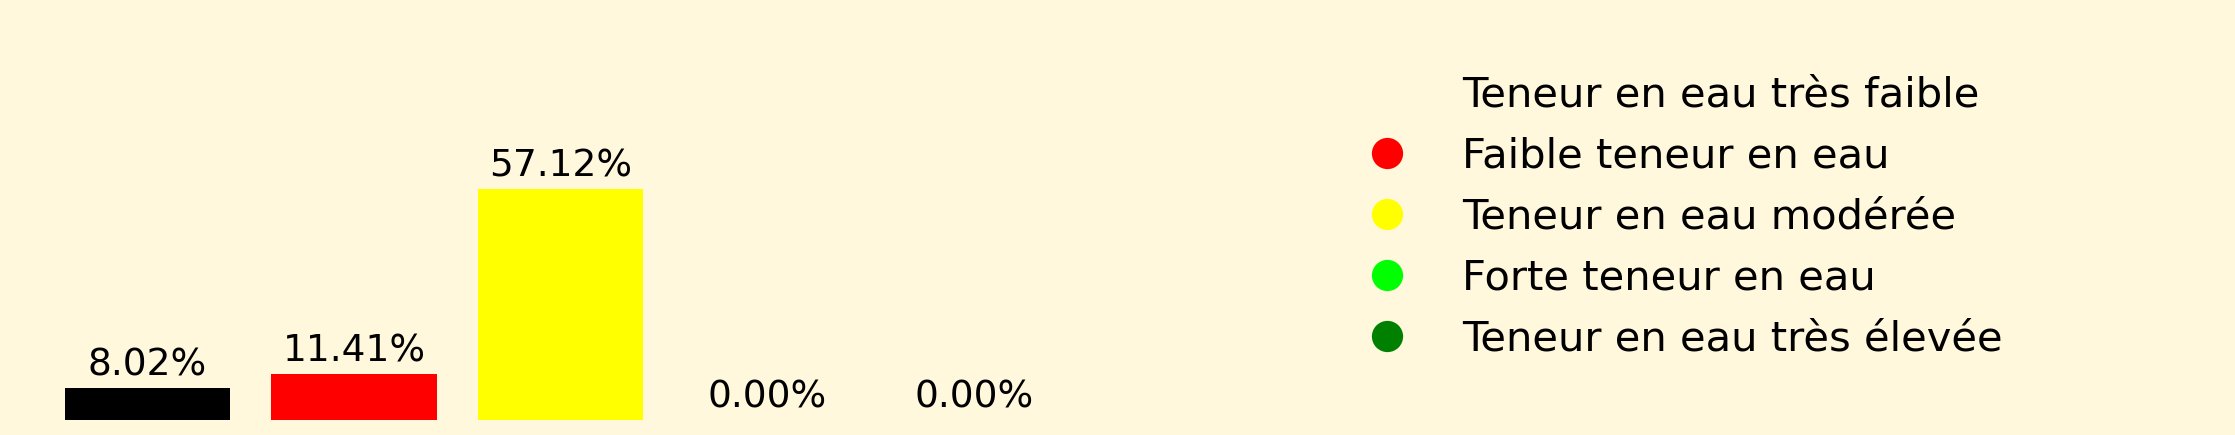 8.02%
11.41%
57.12%
0.00%
0.00%
Teneur en eau très faible
Faible teneur en eau
Teneur en eau modérée
Forte teneur en eau
Teneur en eau très élevée